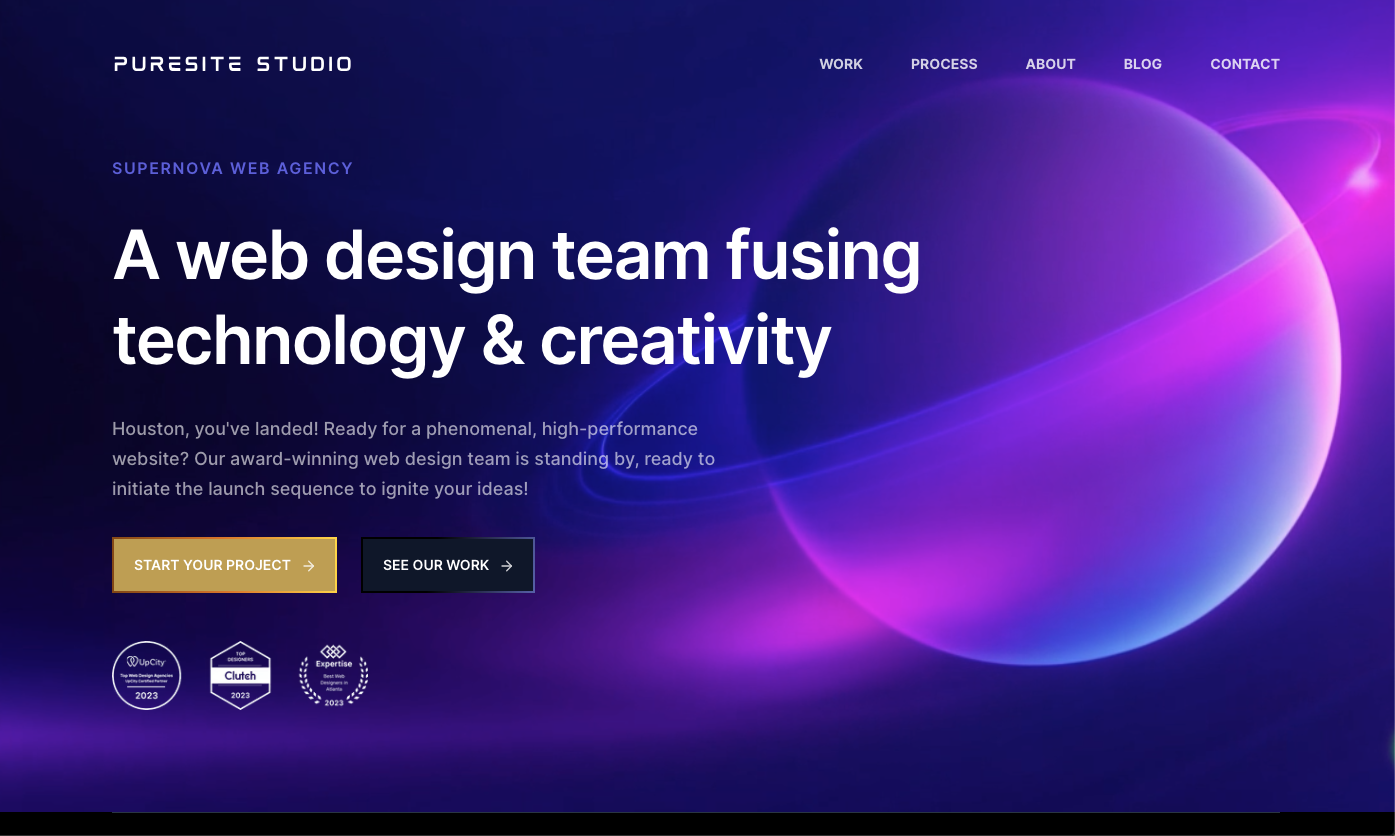 PURESITE STUDIO
WORK PROCESS ABOUT BLOG CONTACT
SUPERNOVA WEB AGENCY
A web design team fusing
technology & creativity
Houston, you've landed! Ready for a phenomenal, high-performance
website? Our award-winning web design team is standing by, ready to
initiate the launch sequence to ignite your ideas!
START YOUR PROJECT →
SEE OUR WORK →
UpCity
Top Web Design Agencies
UpCity Certified Partner
2023
TOP
DESIGNERS
Clutch
2023
Expertise
Best Web
Designers in
Atlanta
2023